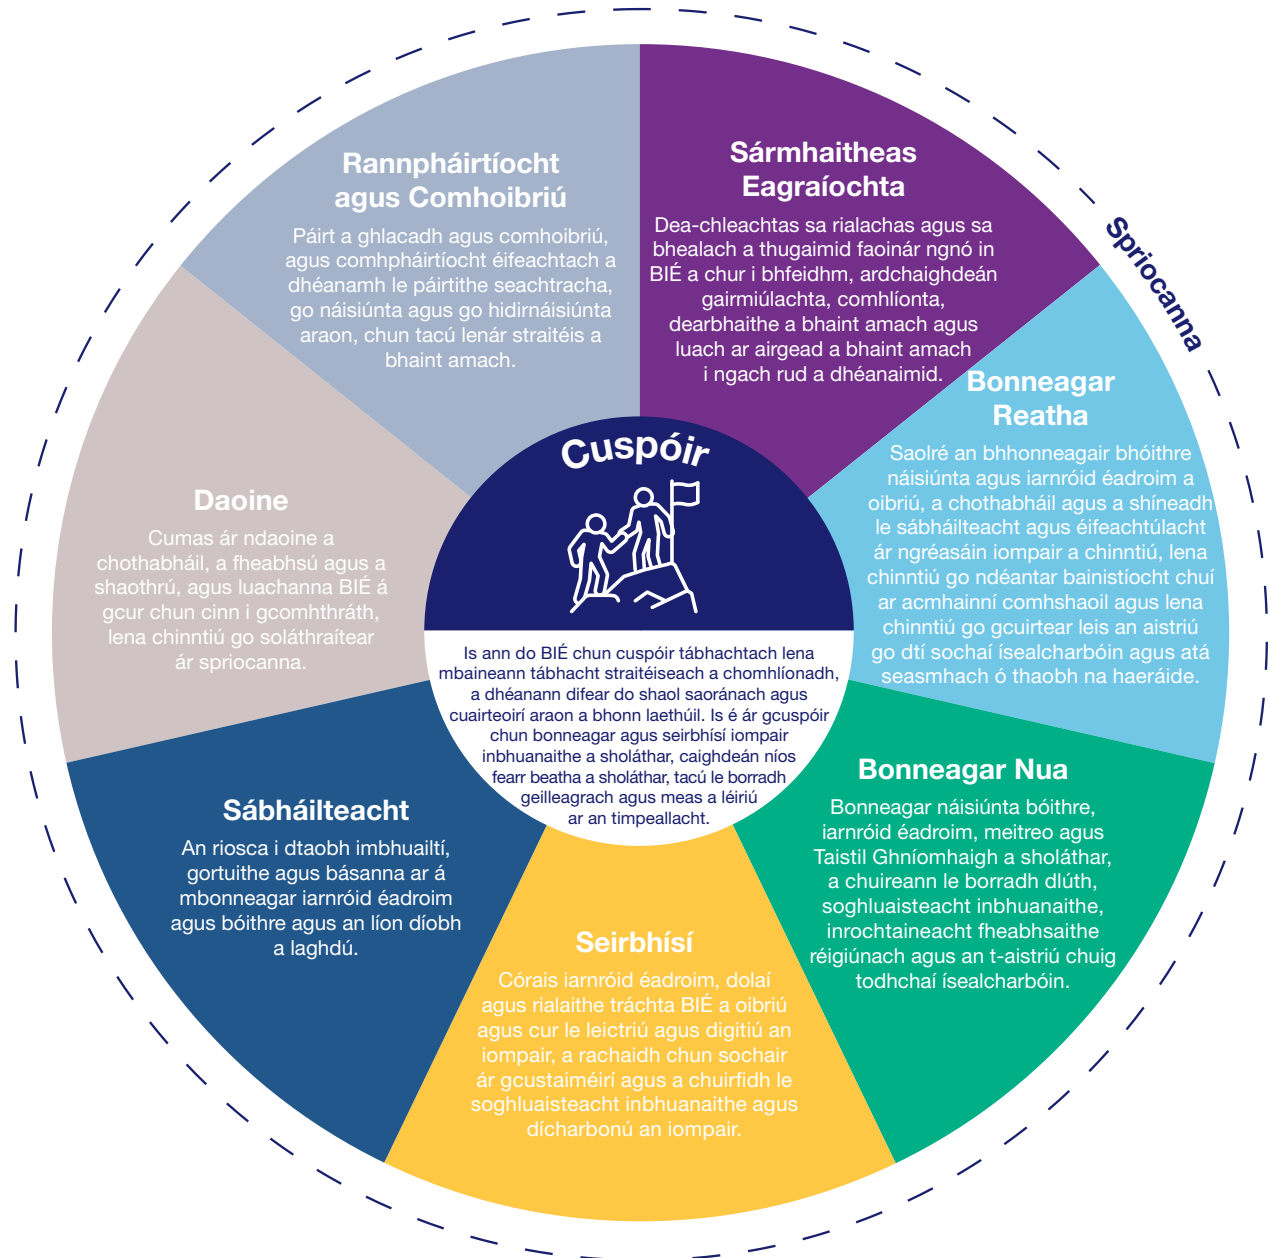 Spriocanna
Sármhaitheas
Eagraíochta
Dea-chleachtas sa rialachas agus sa
bhealach a thugaimid faoinár ngnó in
BIÉ a chur i bhfeidhm, ardchaighdeán
gairmiúlachta, comhlíonta,
dearbhaithe a bhaint amach agus
luach ar airgead a bhaint amach
i ngach rud a dhéanaimid.
Bonneagar
Reatha
Saolré an bhhonneagair bhóithre
náisiúnta agus iarnróid éadroim a
oibriú, a chothabháil agus a shíneadh
le sábháilteacht agus éifeachtúlacht
ár ngréasáin iompair a chinntiú, lena
chinntiú go ndéantar bainistíocht chuí
ar acmhainní comhshaoil agus lena
chinntiú go gcuirtear leis an aistriú
go dtí sochaí ísealcharbóin agus atá
seasmhach ó thaobh na haeráide.
Bonneagar Nua
Bonneagar náisiúnta bóithre,
iarnróid éadroim, meitreo agus
Taistil Ghníomhaigh a sholáthar,
a chuireann le borradh dlúth,
soghluaisteacht inbhuanaithe,
inrochtaineacht fheabhsaithe
réigiúnach agus an t-aistriú chuig
todhchaí ísealcharbóin.
Seirbhísí
Córais iarnróid éadroim, dolaí
agus rialaithe tráchta BIÉ a oibriú
agus cur le leictriú agus digitiú an
iompair, a rachaidh chun sochair
ár gcustaiméirí agus a chuirfidh le
soghluaisteacht inbhuanaithe agus
dícharbonú an iompair.
Sábháilteacht
An riosca i dtaobh imbhuailtí,
gortuithe agus básanna ar á
mbonneagar iarnróid éadroim
agus bóithre agus an líon díobh
a laghdú.
Daoine
Cumas ár ndaoine a
chothabháil, a fheabhsú agus a
shaothrú, agus luachanna BIÉ á
gcur chun cinn i gcomhthráth,
lena chinntiú go soláthraítear
ár spriocanna.
Rannpháirtíocht
agus Comhoibriú
Páirt a ghlacadh agus comhoibriú,
agus comhpháirtíocht éifeachtach a
dhéanamh le páirtithe seachtracha,
go náisiúnta agus go hidirnáisiúnta
araon, chun tacú lenár straitéis a
bhaint amach.
Cuspóir
Is ann do BIÉ chun cuspóir tábhachtach lena
mbaineann tábhacht straitéiseach a chomhlíonadh,
a dhéanann difear do shaol saoránach agus
cuairteoirí araon a bhonn laethúil. Is é ár gcuspóir
chun bonneagar agus seirbhísí iompair
inbhuanaithe a sholáthar, caighdeán níos
fearr beatha a sholáthar, tacú le borradh
geilleagrach agus meas a léiriú
ar an timpeallacht.